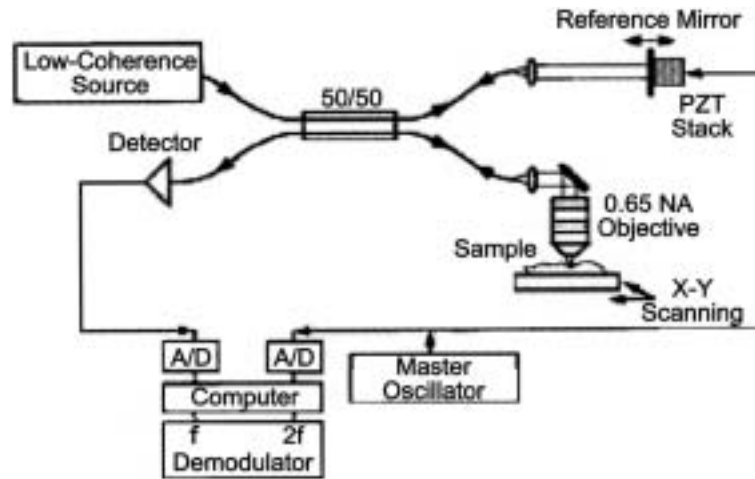 Reference Mirror
Low-Coherence
Source
50/50
PZT
Stack
Detector
0.65 NA
Objective
Sample
X-Y
Scanning
A/D
A/D
Master
Oscillator
Computer
f
2f
Demodulator